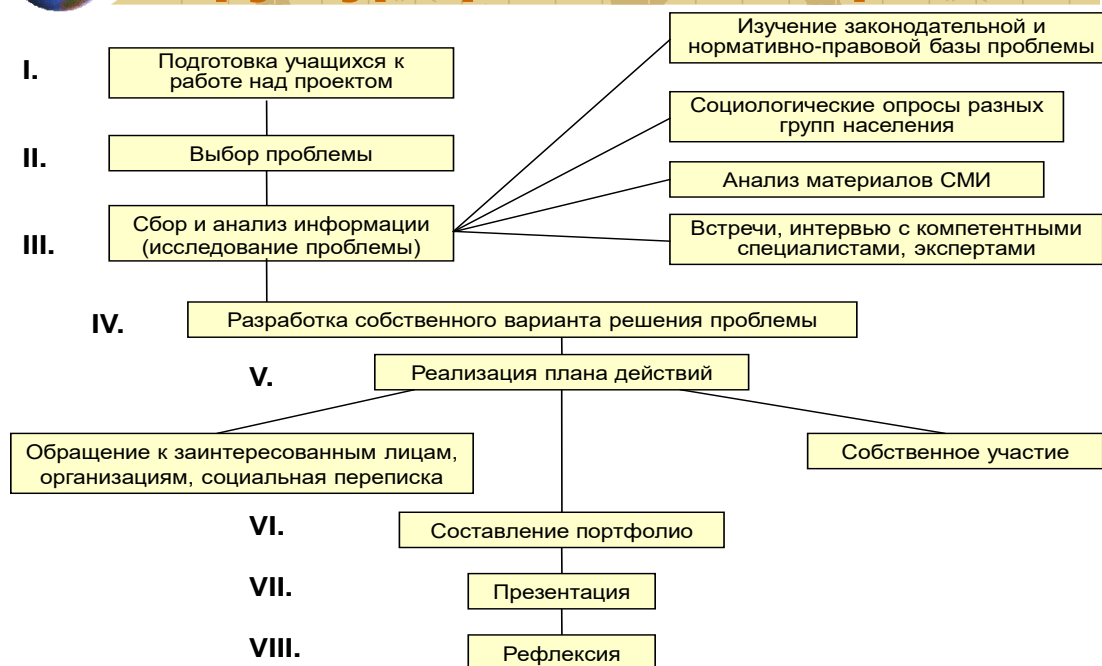 Изучение законодательной и
нормативно-правовой базы проблемы
I.
Подготовка учащихся к
работе над проектом
Социологические опросы разных
групп населения
II.
Выбор проблемы
Анализ материалов СМИ
III.
Сбор и анализ информации
(исследование проблемы)
Встречи, интервью с компетентными
специалистами, экспертами
IV.
Разработка собственного варианта решения проблемы
V.
Реализация плана действий
Обращение к заинтересованным лицам,
организациям, социальная переписка
Собственное участие
VI.
Составление портфолио
VII.
Презентация
VIII.
Рефлексия